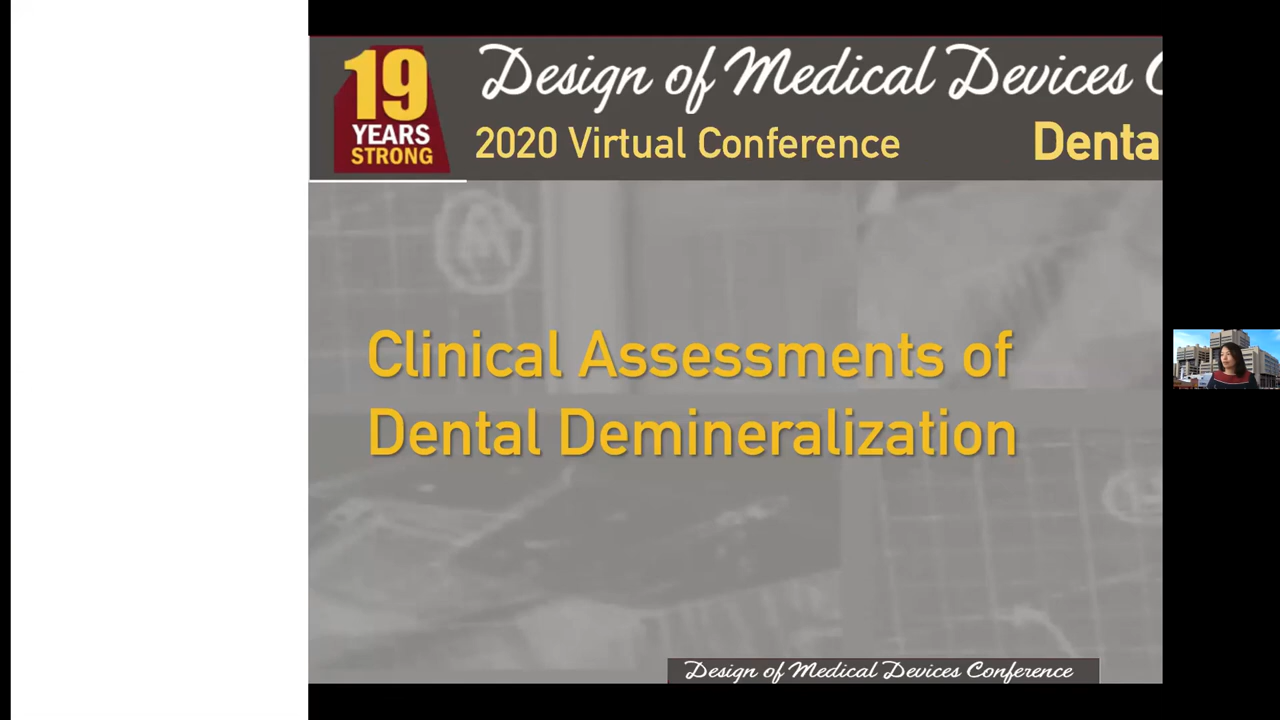 19
YEARS
STRONG
Design of Medical Devices C
2020 Virtual Conference
Denta
Clinical Assessments of
Dental Demineralization
Design of Medical Devices Conference